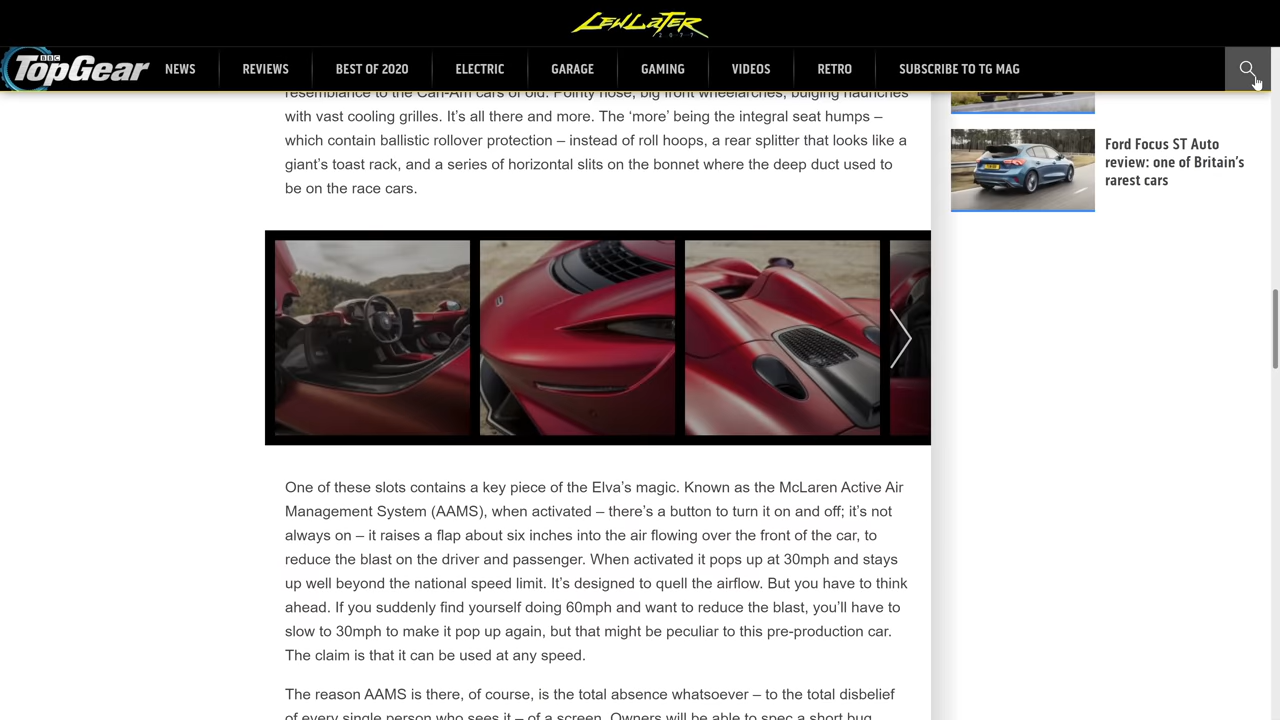 LEWLATER
2077
BBC
TopGear
NEWS
REVIEWS
BEST OF 2020
ELECTRIC
GARAGE
GAMING
VIDEOS
RETRO
SUBSCRIBE TO TG MAG
resemblance to the Can-Am cars of old. Pointy nose, big front wheelarches, bulging haunches
with vast cooling grilles. It’s all there and more. The ‘more’ being the integral seat humps –
which contain ballistic rollover protection – instead of roll hoops, a rear splitter that looks like a
giant’s toast rack, and a series of horizontal slits on the bonnet where the deep duct used to
be on the race cars.
Ford Focus ST Auto
review: one of Britain’s
rarest cars
One of these slots contains a key piece of the Elva’s magic. Known as the McLaren Active Air
Management System (AAMS), when activated – there’s a button to turn it on and off; it’s not
always on – it raises a flap about six inches into the air flowing over the front of the car, to
reduce the blast on the driver and passenger. When activated it pops up at 30mph and stays
up well beyond the national speed limit. It’s designed to quell the airflow. But you have to think
ahead. If you suddenly find yourself doing 60mph and want to reduce the blast, you’ll have to
slow to 30mph to make it pop up again, but that might be peculiar to this pre-production car.
The claim is that it can be used at any speed.
The reason AAMS is there, of course, is the total absence whatsoever – to the total disbelief
of every single person who sees it – of a screen. Owners will be able to spec a short bug